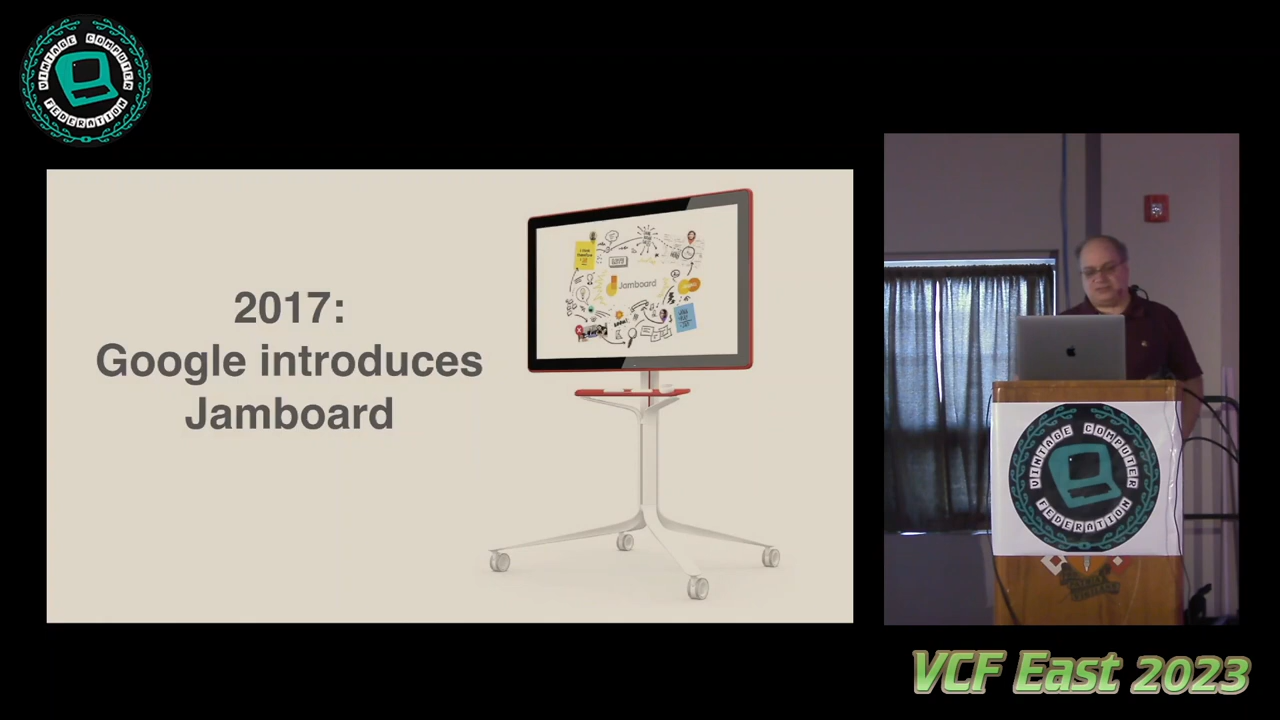 VINTAGE COMPUTER
FEDERATION
2017:
Google introduces
Jamboard
Jamboard
VINTAGE COMPUTER
FEDERATION
VCF East 2023